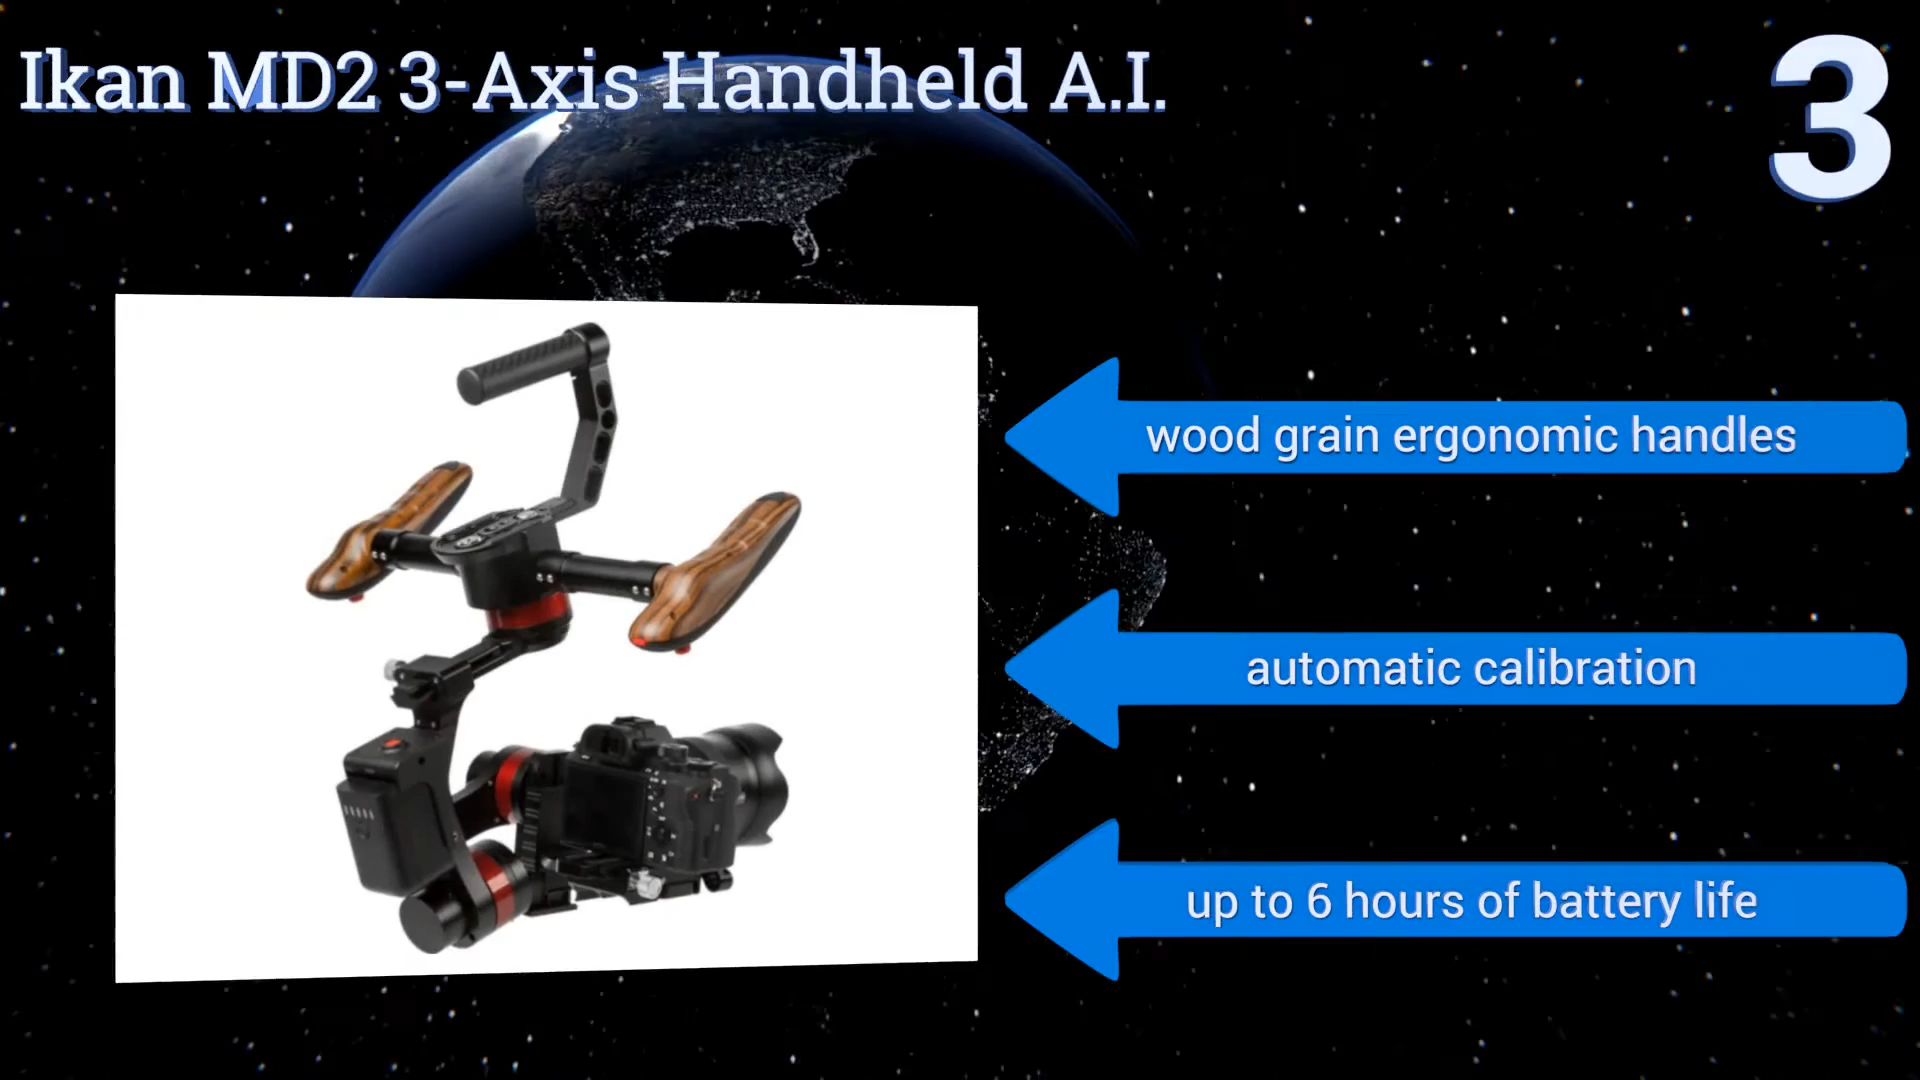 Ikan MD2 3-Axis Handheld A.I.
3
wood grain ergonomic handles
automatic calibration
up to 6 hours of battery life